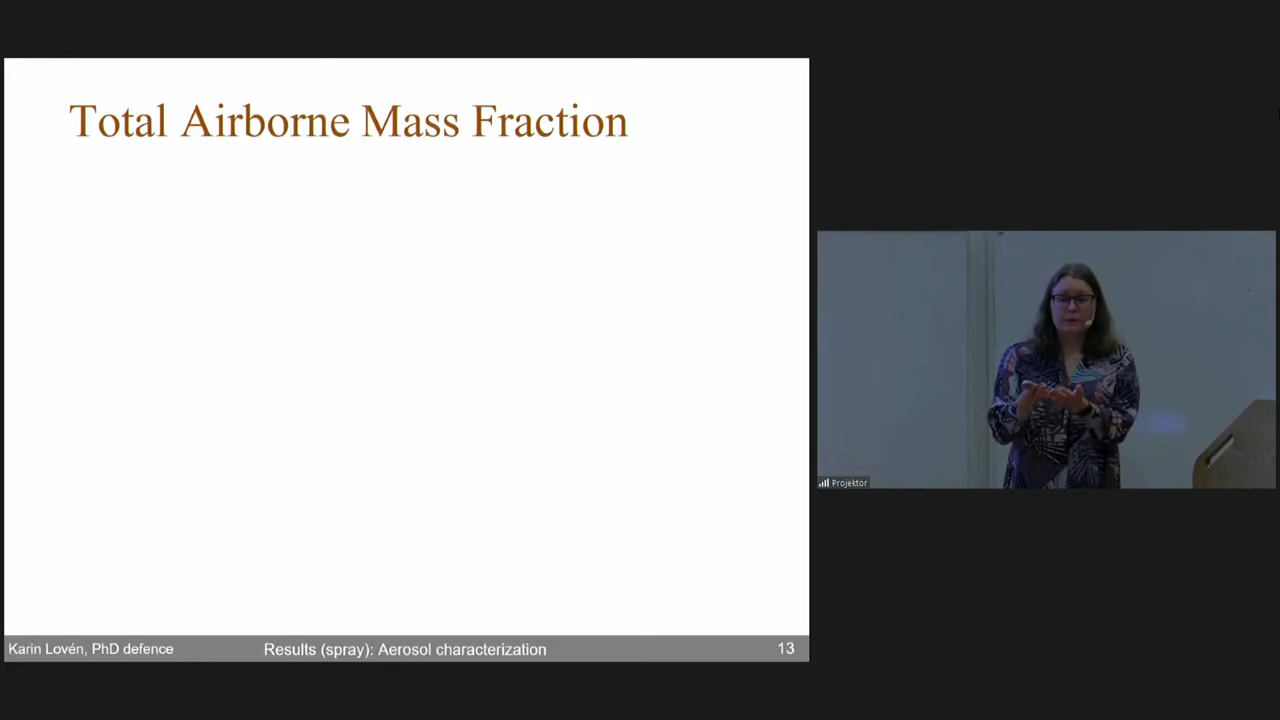 Total Airborne Mass Fraction
Projektor
Karin Lovén, PhD defence
Results (spray): Aerosol characterization
13